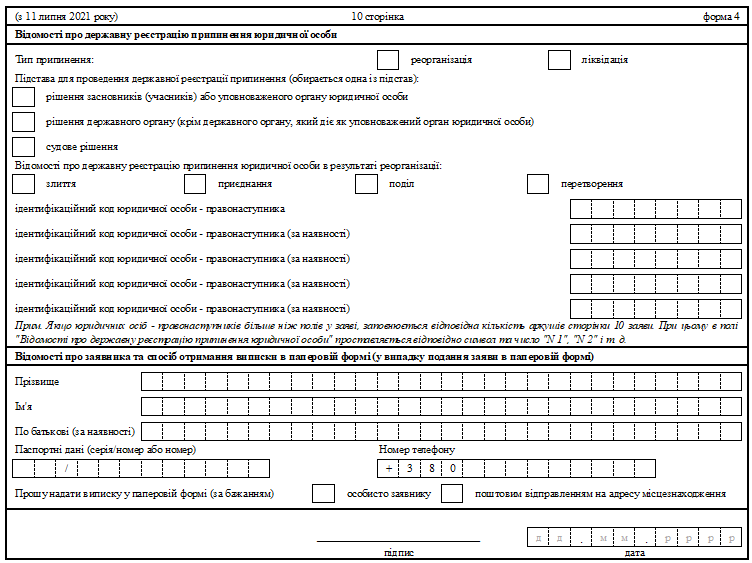 (з 11 липня 2021 року) 10 сторінка форма 4
Відомості про державну реєстрацію припинення юридичної особи
Тип припинення: реорганізація ліквідація
Підстава для проведення державної реєстрації припинення (обирається одна із підстав):
рішення засновників (учасників) або уповноваженого органу юридичної особи
рішення державного органу (крім державного органу, який діє як уповноважений орган юридичної особи)
судове рішення
Відомості про державну реєстрацію припинення юридичної особи в результаті реорганізації:
злиття приєднання поділ перетворення
ідентифікаційний код юридичної особи - правонаступника
ідентифікаційний код юридичної особи - правонаступника (за наявності)
ідентифікаційний код юридичної особи - правонаступника (за наявності)
ідентифікаційний код юридичної особи - правонаступника (за наявності)
ідентифікаційний код юридичної особи - правонаступника (за наявності)
Прим. Якщо юридичних осіб - правонаступників більше ніж полів у заяві, заповнюється відповідна кількість аркушів сторінки 10 заяви. При цьому в полі
"Відомості про державну реєстрацію припинення юридичної особи" проставляється відповідно символ та число "N 1", "N 2" і т. д.
Відомості про заявника та спосіб отримання виписки в паперовій формі (у випадку подання заяви в паперовій формі)
Прізвище
Ім'я
По батькові (за наявності)
Паспортні дані (серія/номер або номер) Номер телефону
/ + 3 8 0
Прошу надати виписку у паперовій формі (за бажанням) особисто заявнику поштовим відправленням на адресу місцезнаходження
д д . м м . р р р р
підпис дата